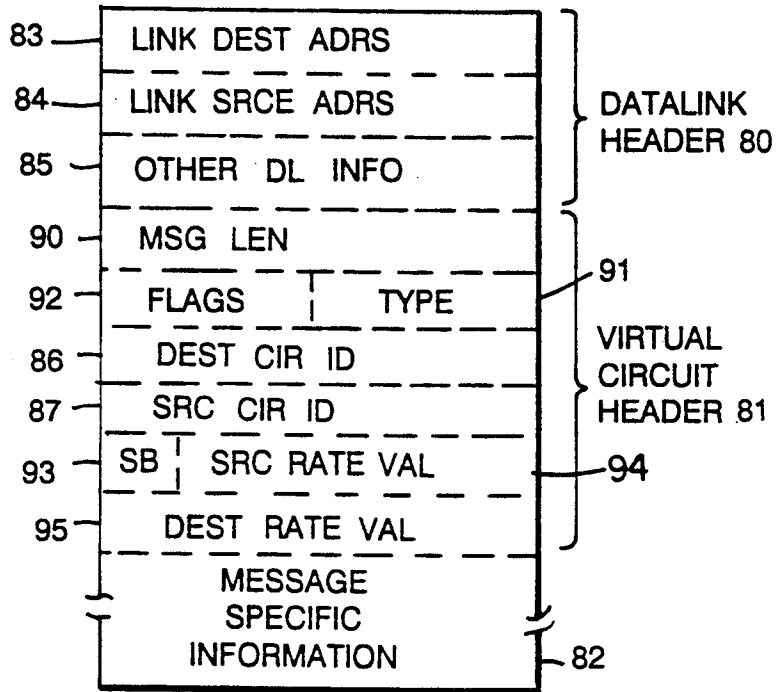 83 LINK DEST ADRS
84 LINK SRCE ADRS
85 OTHER DL INFO
DATALINK
HEADER 80
90 MSG LEN
92 FLAGS TYPE 91
86 DEST CIR ID
87 SRC CIR ID
93 SB SRC RATE VAL 94
95 DEST RATE VAL
VIRTUAL
CIRCUIT
HEADER 81
MESSAGE
SPECIFIC
INFORMATION 82